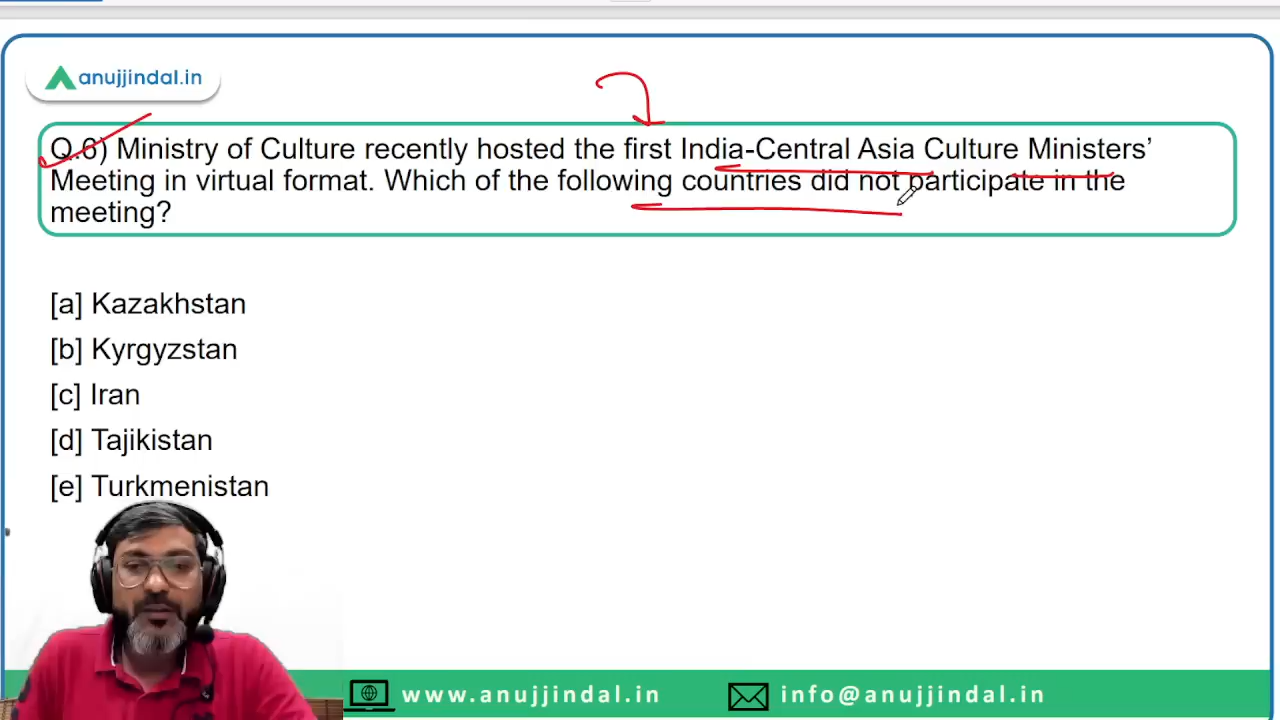 anujjindal.in
Q.6) Ministry of Culture recently hosted the first India-Central Asia Culture Ministers’
Meeting in virtual format. Which of the following countries did not participate in the
meeting?
[a] Kazakhstan
[b] Kyrgyzstan
[c] Iran
[d] Tajikistan
[e] Turkmenistan
www.anujjindal.in
info@anujjindal.in